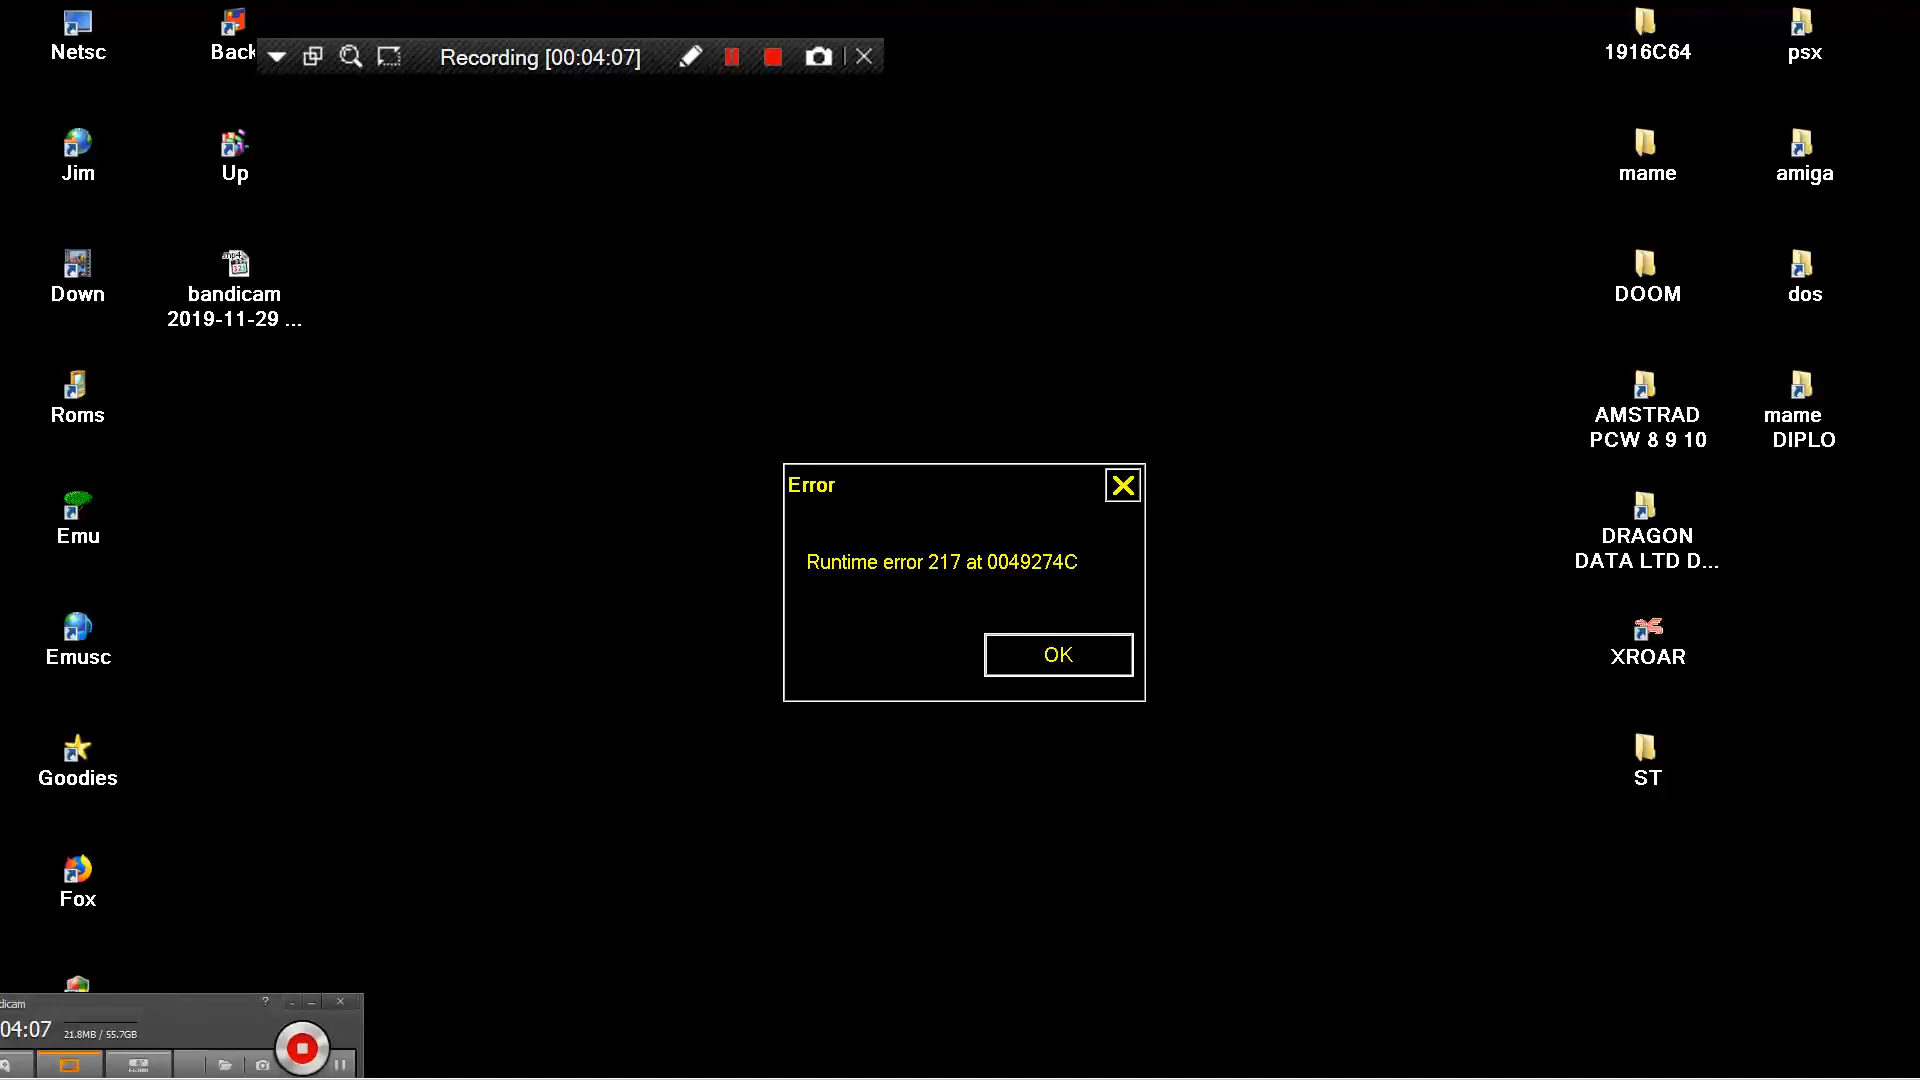 Netsc
Back
Recording [00:04:07]
1916C64
psx
Jim
Up
mame
amiga
Down
bandicam
2019-11-29 ...
DOOM
dos
Roms
AMSTRAD
PCW 8 9 10
mame
DIPLO
Error
Runtime error 217 at 0049274C
OK
Emu
DRAGON
DATA LTD D...
Emusc
XROAR
Goodies
ST
Fox
dicam
?
04:07
21.8MB / 55.7GB